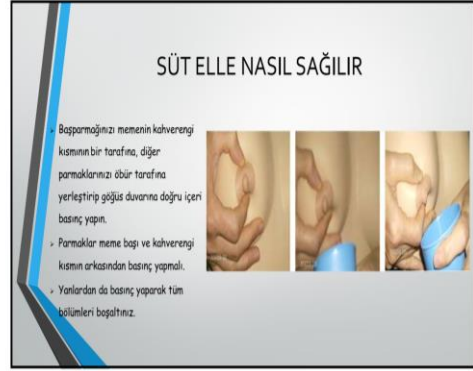 SÜT ELLE NASIL SAĞILIR
Başparmağınızı memenin kahverengi
kısmının bir tarafına, diğer
parmaklarınızı öbür tarafına
yerleştirip göğüs duvarına doğru içeri
basınç yapın.
Parmaklar meme başı ve kahverengi
kısmın arkasından basınç yapmalı.
Yanlardan da basınç yaparak tüm
bölümleri boşaltınız.